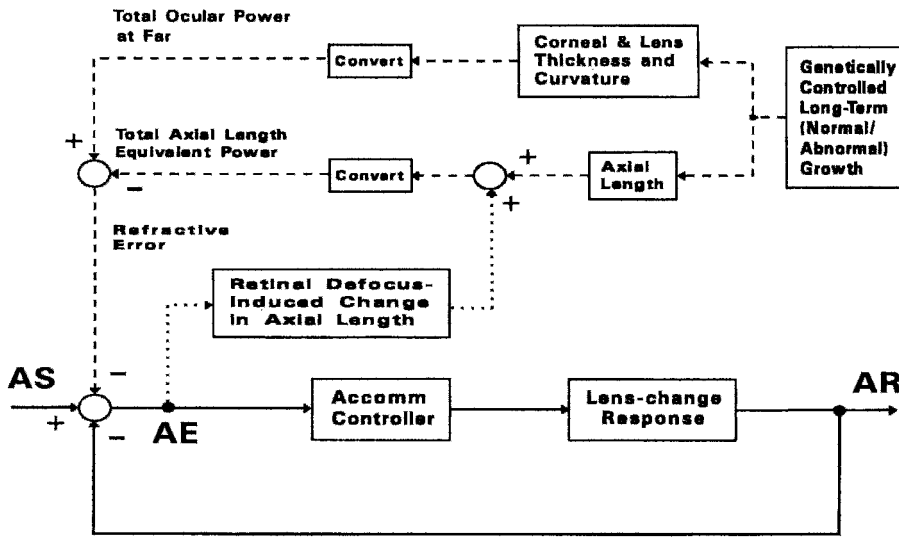 Total Ocular Power
at Far
Convert
Corneal & Lens
Thickness and
Curvature
Genetically
Controlled
Long-Term
(Normal/
Abnormal)
Growth
+
Total Axial Length
Equivalent Power
−
Convert
+
+
Axial
Length
Refractive
Error
Retinal Defocus-
Induced Change
in Axial Length
AS
−
+
−
AE
Accomm
Controller
Lens-change
Response
AR